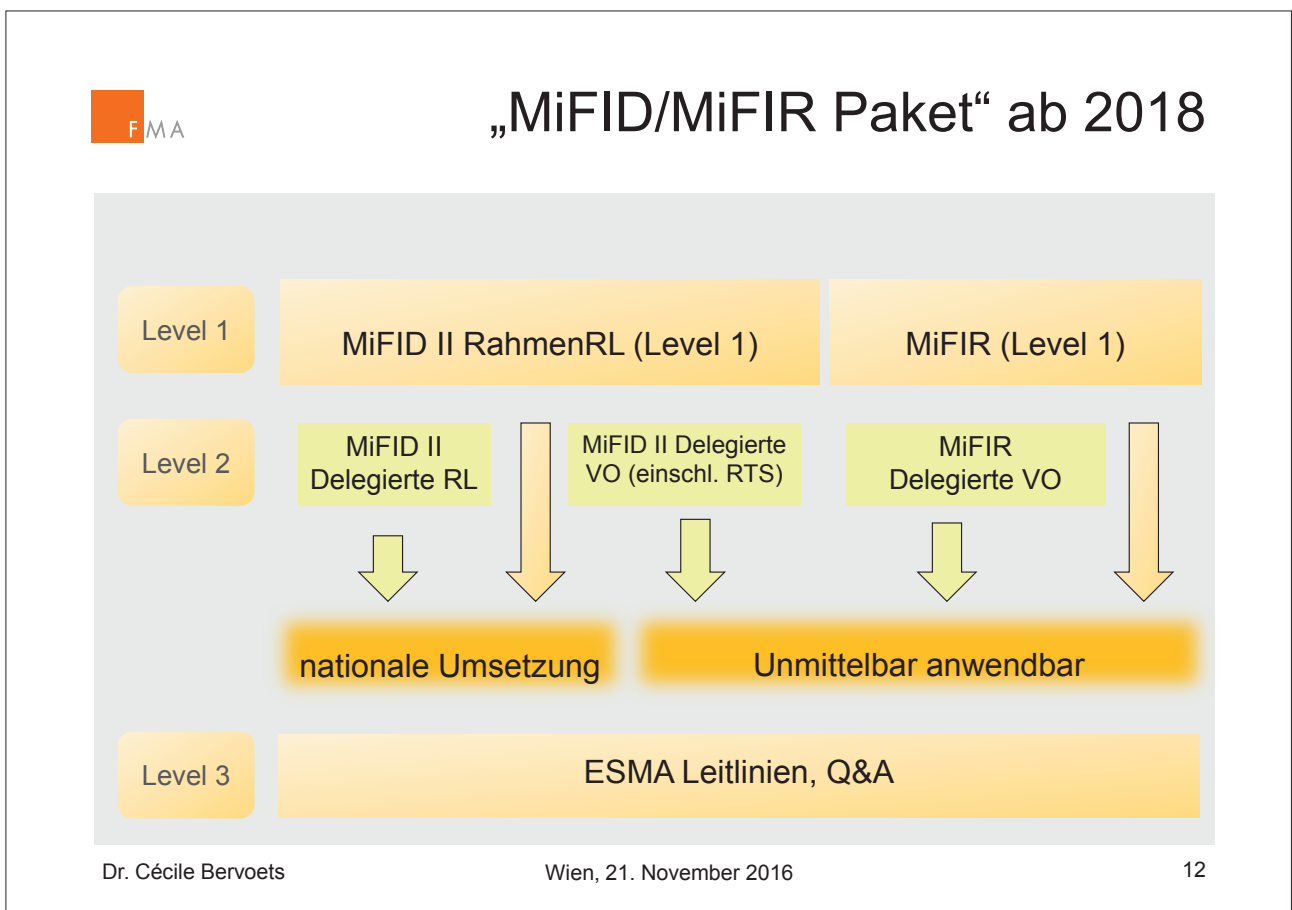 FMA
„MiFID/MiFIR Paket“ ab 2018
Level 1
MiFID II RahmenRL (Level 1)
MiFIR (Level 1)
Level 2
MiFID II
Delegierte RL
MiFID II Delegierte
VO (einschl. RTS)
MiFIR
Delegierte VO
nationale Umsetzung
Unmittelbar anwendbar
Level 3
ESMA Leitlinien, Q&A
Dr. Cécile Bervoets
Wien, 21. November 2016
12